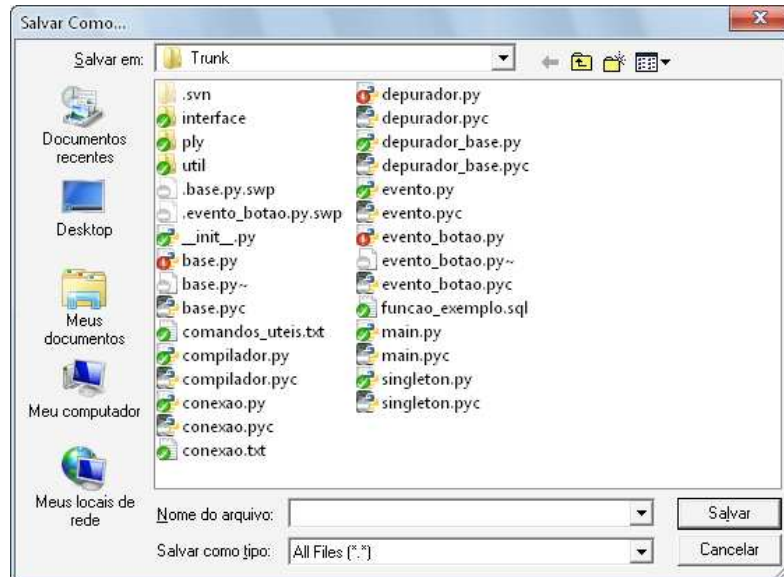 Salvar Como...
Salvar em:
Trunk
Documentos
recentes
Desktop
Meus
documentos
Meu computador
Meus locais de
rede
.svn
interface
ply
util
.base.py.swp
.evento_botao.py.swp
__init__.py
base.py
base.py~
base.pyc
comandos_uteis.txt
compilador.py
compilador.pyc
conexao.py
conexao.pyc
conexao.txt
depurador.py
depurador.pyc
depurador_base.py
depurador_base.pyc
evento.py
evento.pyc
evento_botao.py
evento_botao.py~
evento_botao.pyc
funcao_exemplo.sql
main.py
main.pyc
singleton.py
singleton.pyc
Nome do arquivo:
Salvar
Salvar como tipo:
All Files (*.*)
Cancelar